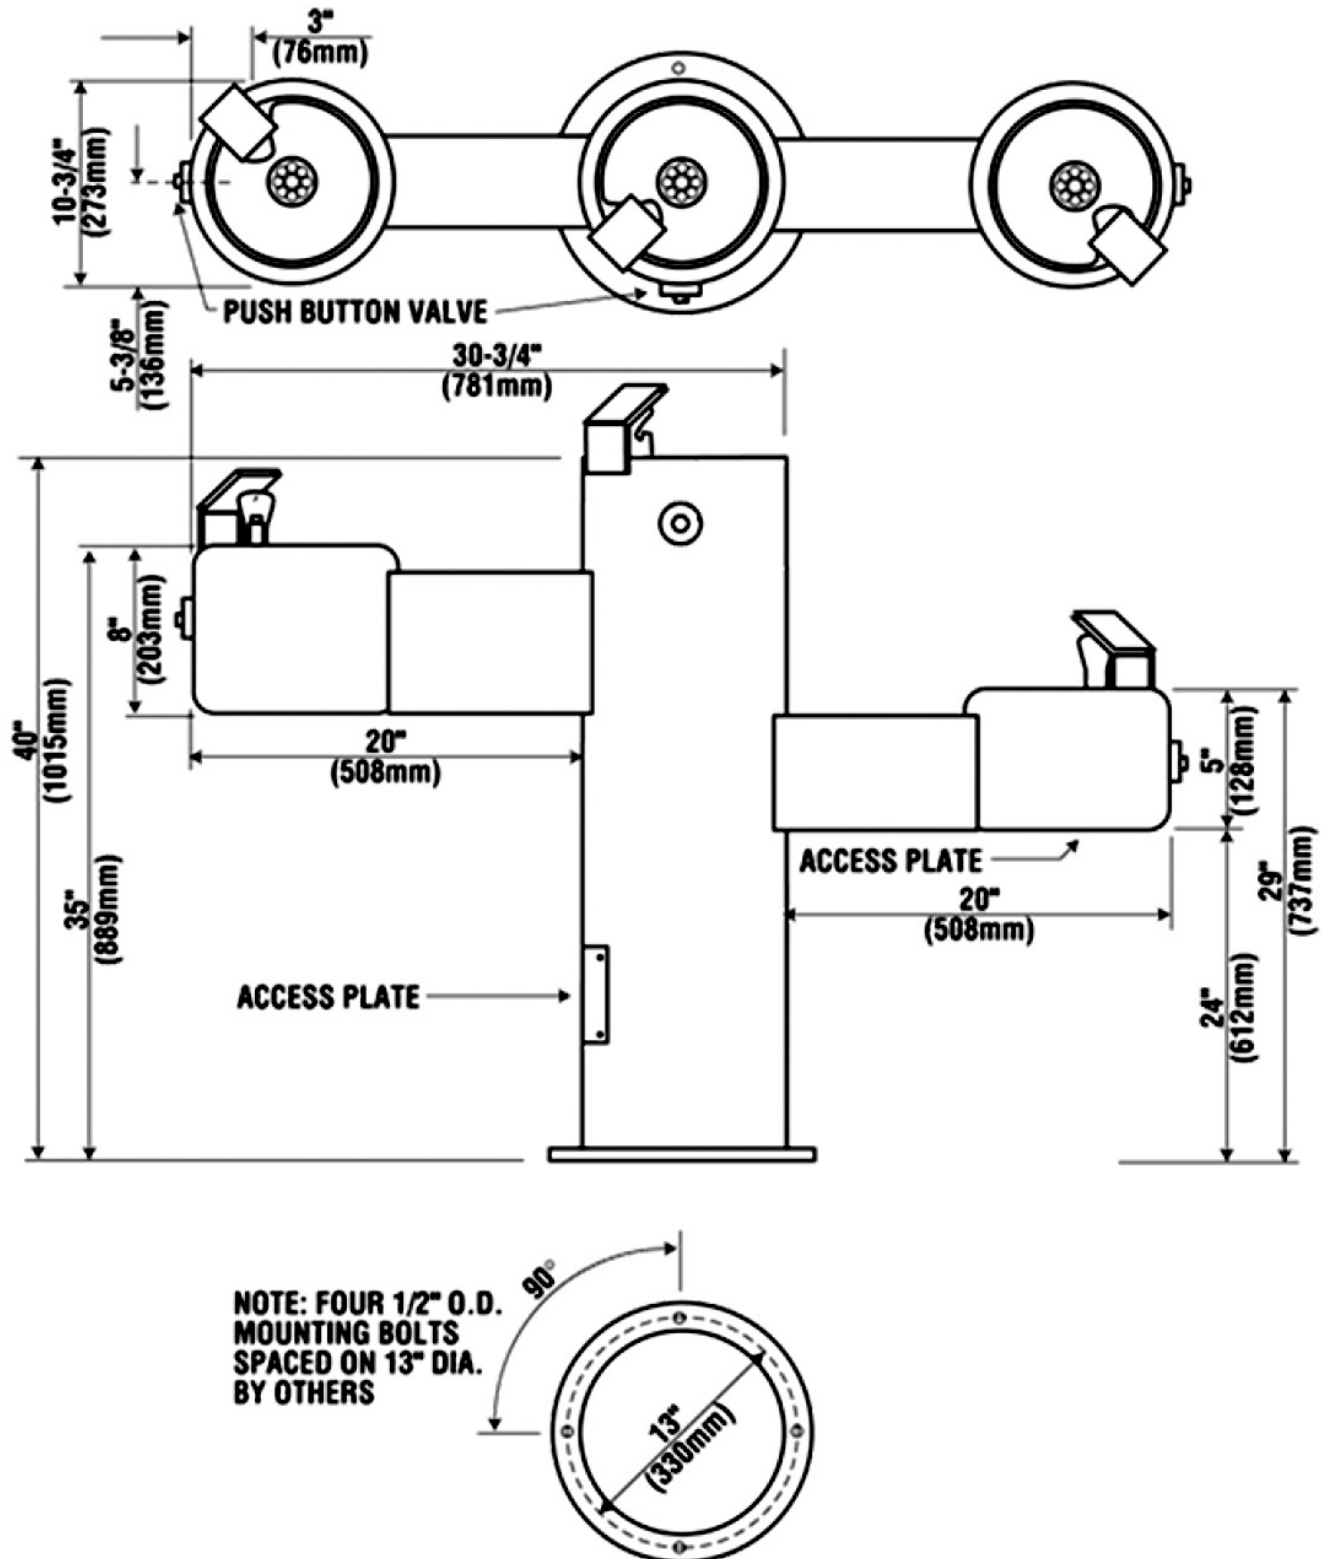 3"
(76mm)
10-3/4"
(273mm)
5-3/8"
(136mm)
PUSH BUTTON VALVE
30-3/4"
(781mm)
40"
(1015mm)
35"
(889mm)
8"
(203mm)
20"
(508mm)
5"
(128mm)
ACCESS PLATE
20"
(508mm)
29"
(737mm)
24"
(612mm)
ACCESS PLATE
90°
NOTE: FOUR 1/2" O.D.
MOUNTING BOLTS
SPACED ON 13" DIA.
BY OTHERS
13"
(330mm)